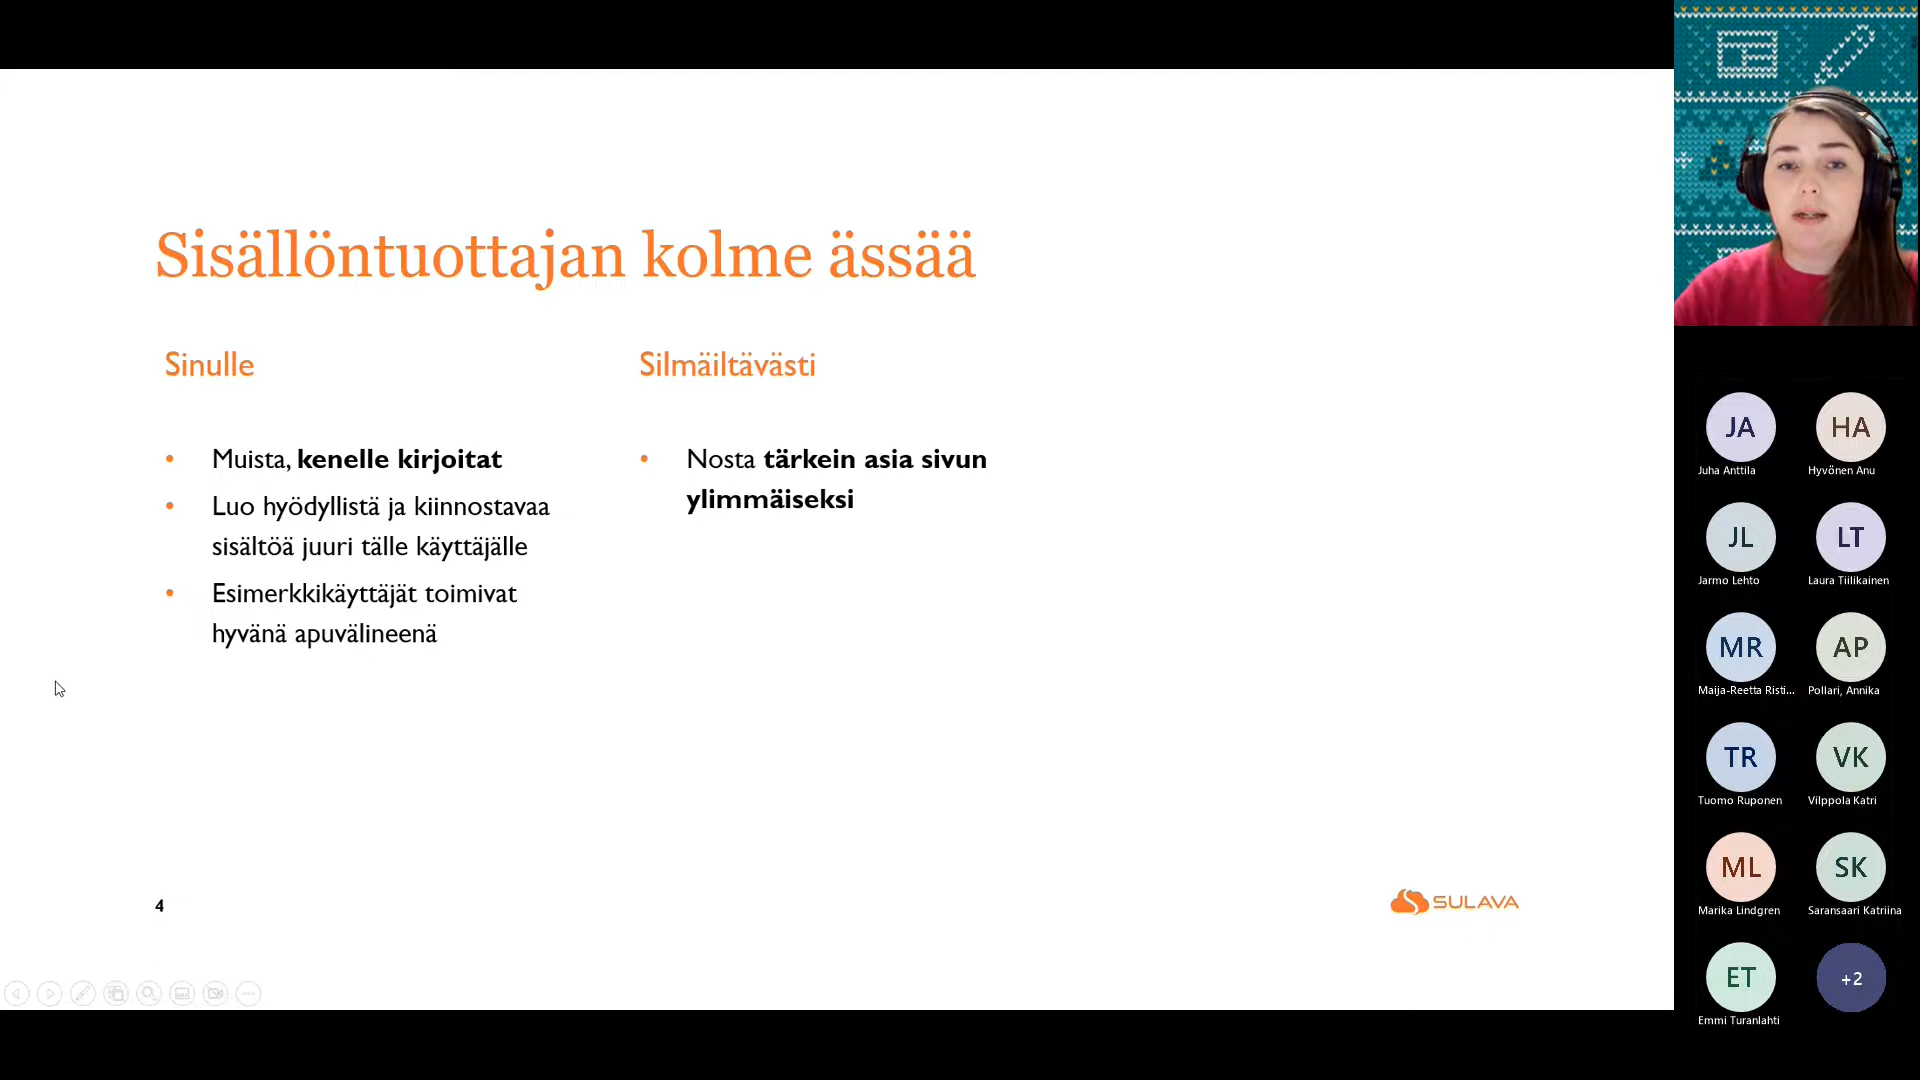 Sisällöntuottajan kolme ässää
Sinulle
• Muista, kenelle kirjoitat
• Luo hyödyllistä ja kiinnostavaa
sisältöä juuri tälle käyttäjälle
• Esimerkkikäyttäjät toimivat
hyvänä apuvälineenä
Silmäiltävästi
• Nosta tärkein asia sivun
ylimmäiseksi
4
SULAVA
JA
Juha Anttila
HA
Hyvönen Anu
JL
Jarmo Lehto
LT
Laura Tiilikainen
MR
Maija-Reetta Risti...
AP
Pollari, Annika
TR
Tuomo Ruponen
VK
Vilppola Katri
ML
Marika Lindgren
SK
Saransaari Katriina
ET
Emmi Turanlahti
+2